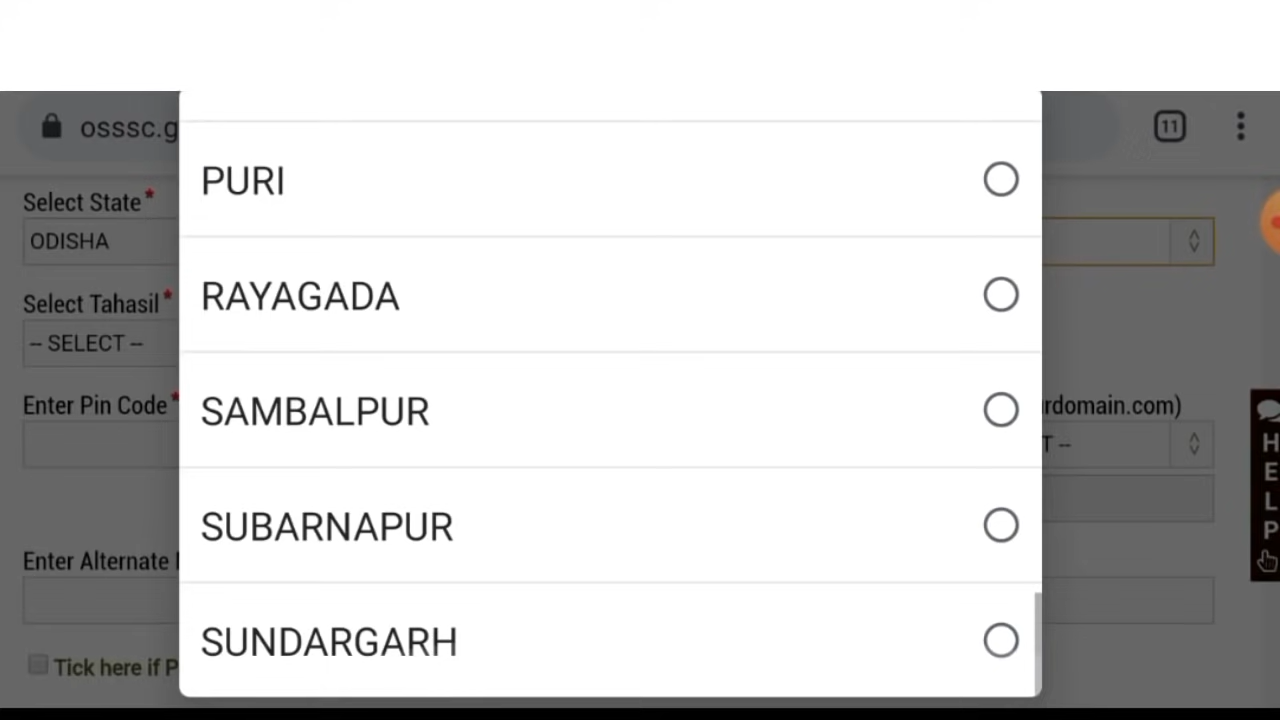 osssc.g
11
Select State*
ODISHA
Select Tahasil*
-- SELECT --
Enter Pin Code*
rdomain.com)
T --
Enter Alternate
Tick here if P
PURI
RAYAGADA
SAMBALPUR
SUBARNAPUR
SUNDARGARH
HELP